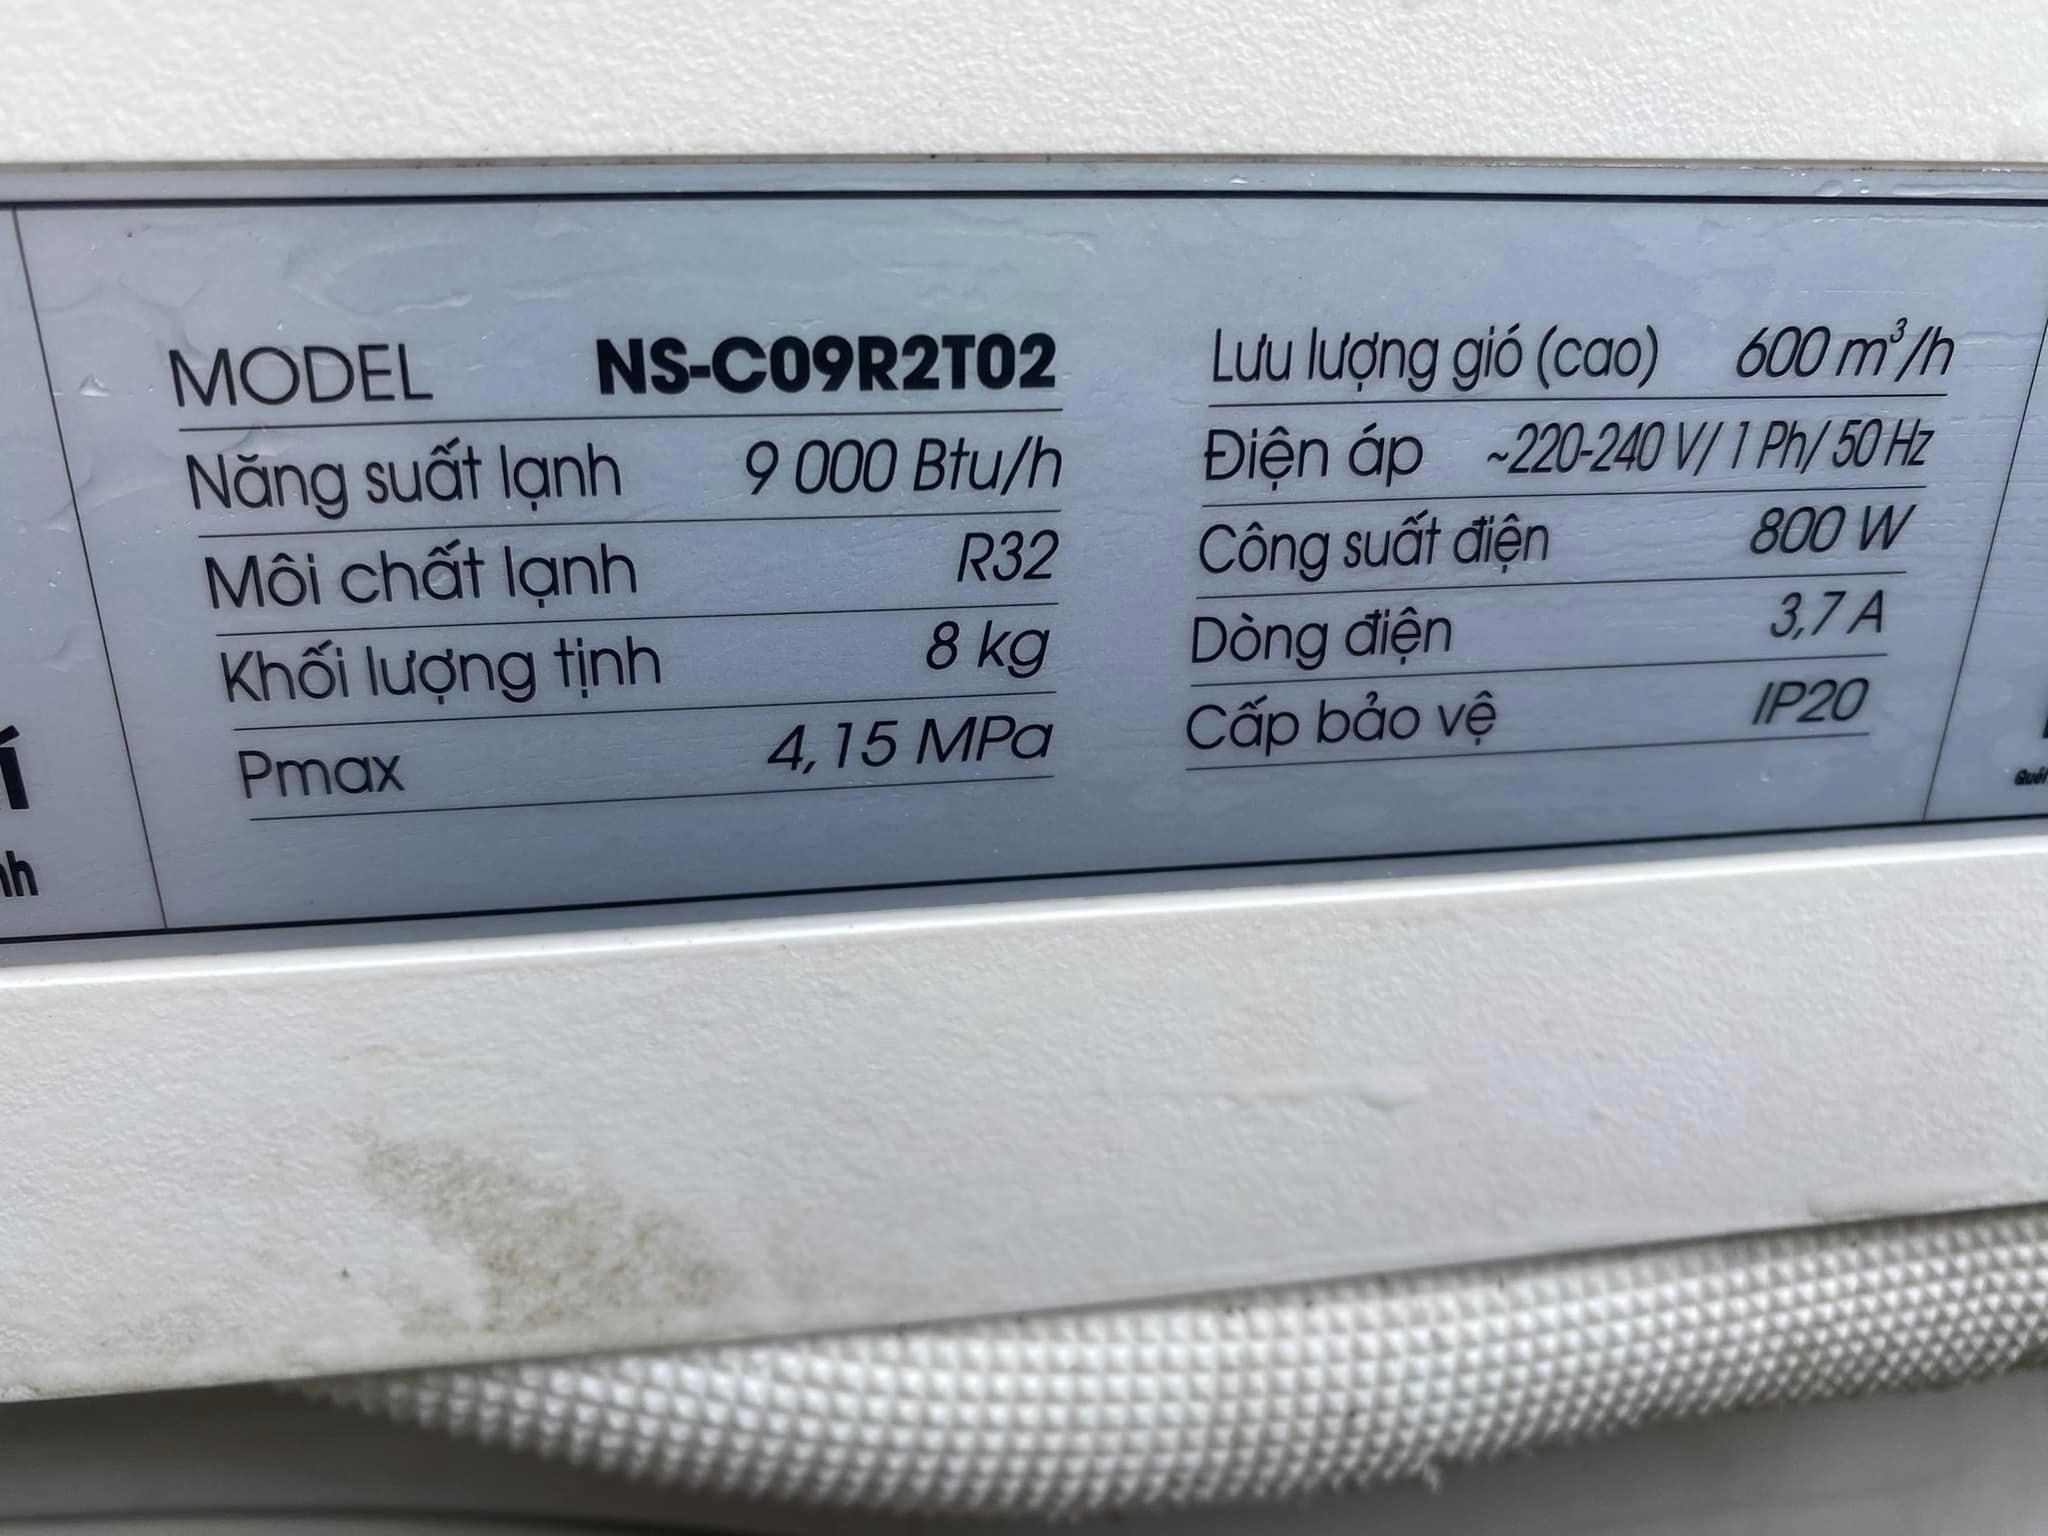 MODEL NS-C09R2T02
Năng suất lạnh 9 000 Btu/h
Môi chất lạnh R32
Khối lượng tịnh 8 kg
Pmax 4,15 MPa
Lưu lượng gió (cao) 600 m³/h
Điện áp ~220-240 V/ 1 Ph/ 50 Hz
Công suất điện 800 W
Dòng điện 3,7 A
Cấp bảo vệ IP20